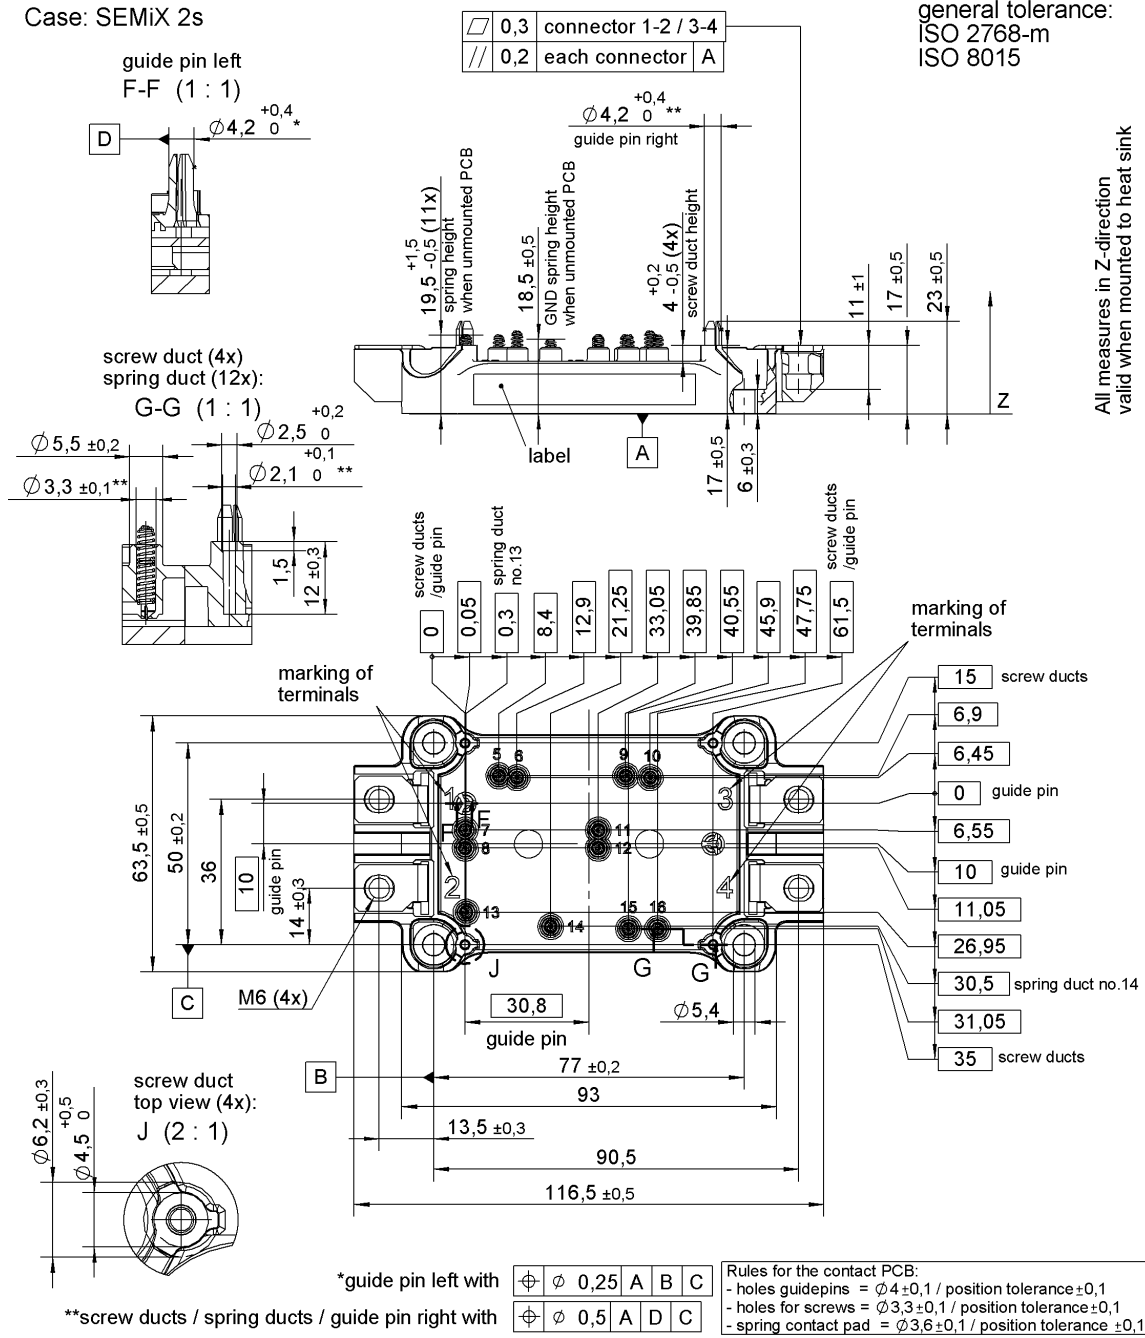 Case: SEMiX 2s
guide pin left
F-F (1 : 1)
D
⌀4,2 +0,4 0 *
0,3 connector 1-2 / 3-4
// 0,2 each connector A
general tolerance:
ISO 2768-m
ISO 8015
⌀4,2 +0,4 0 **
guide pin right
19,5 +1,5 -0,5 (11x)
spring height
when unmounted PCB
18,5 ±0,5
GND spring height
when unmounted PCB
4 +0,2 -0,5 (4x)
screw duct height
11 ±1
17 ±0,5
23 ±0,5
All measures in Z-direction
valid when mounted to heat sink
Z
label
A
17 ±0,5
6 ±0,3
screw duct (4x)
spring duct (12x):
G-G (1 : 1)
⌀5,5 ±0,2
⌀2,5 +0,2 0
⌀3,3 ±0,1**
⌀2,1 +0,1 0 **
1,5
12 ±0,3
screw ducts
/guide pin
spring duct
no.13
screw ducts
/guide pin
0
0,05
0,3
8,4
12,9
21,25
33,05
39,85
40,55
45,9
47,75
61,5
marking of
terminals
marking of
terminals
15 screw ducts
6,9
6,45
0 guide pin
6,55
10 guide pin
11,05
26,95
30,5 spring duct no.14
31,05
35 screw ducts
63,5 ±0,5
50 ±0,2
36
10
guide pin
14 ±0,3
5
6
9
10
1
3
F
F
7
8
11
12
2
4
13
14
15
16
J
G
G
C
M6 (4x)
30,8
guide pin
⌀5,4
B
77 ±0,2
93
13,5 ±0,3
90,5
116,5 ±0,5
screw duct
top view (4x):
J (2 : 1)
⌀6,2 ±0,3
⌀4,5 +0,5 0
*guide pin left with ⌖ ⌀ 0,25 A B C
**screw ducts / spring ducts / guide pin right with ⌖ ⌀ 0,5 A D C
Rules for the contact PCB:
- holes guidepins = ⌀4±0,1 / position tolerance±0,1
- holes for screws = ⌀3,3±0,1 / position tolerance±0,1
- spring contact pad = ⌀3,6±0,1 / position tolerance ±0,1